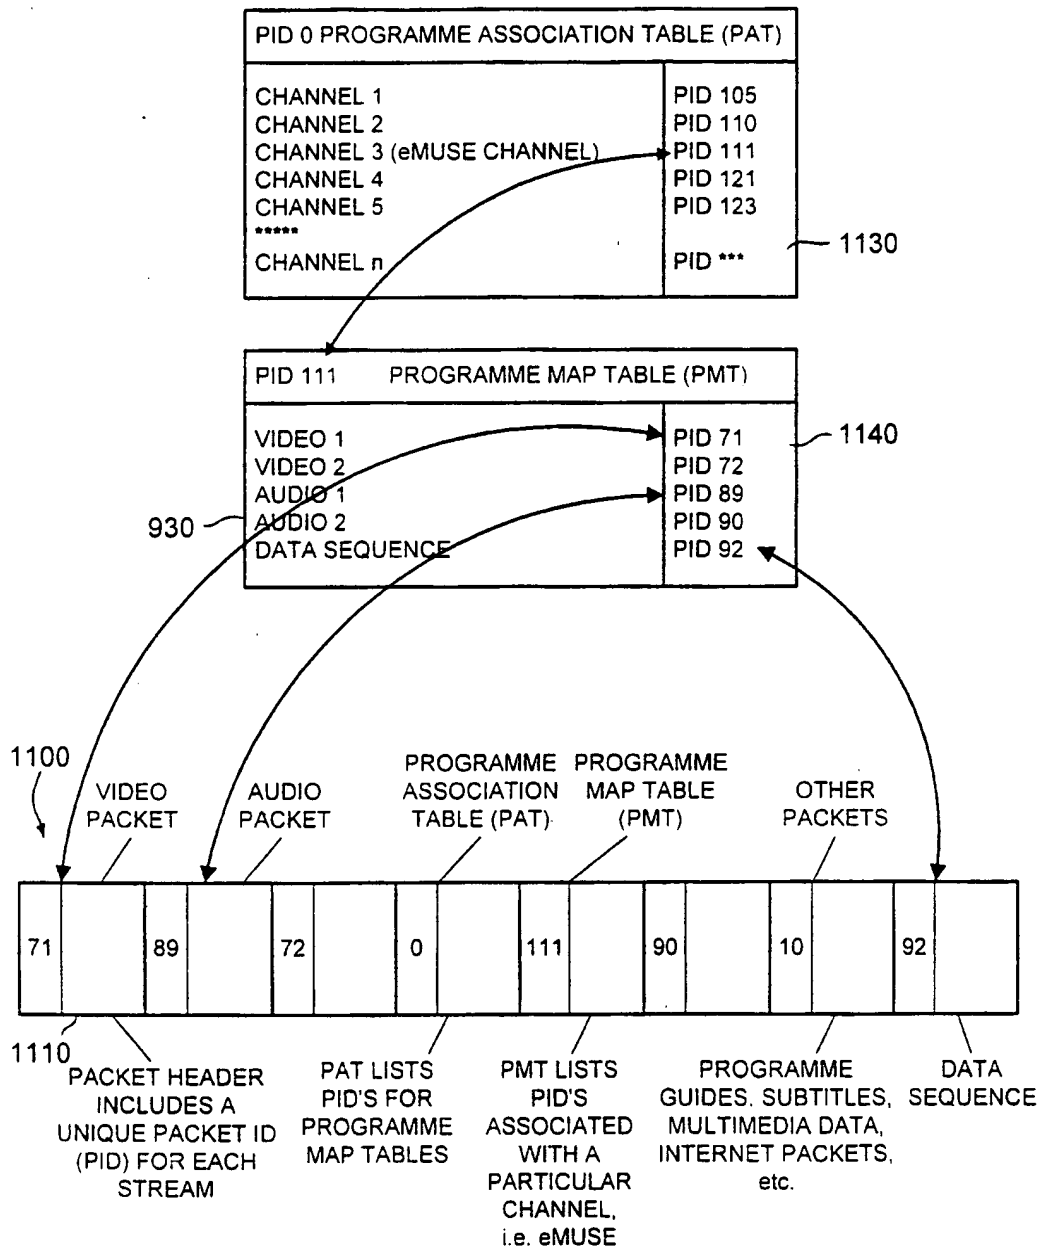 PID 0 PROGRAMME ASSOCIATION TABLE (PAT)
CHANNEL 1 PID 105
CHANNEL 2 PID 110
CHANNEL 3 (eMUSE CHANNEL) PID 111
CHANNEL 4 PID 121
CHANNEL 5 PID 123
*****
CHANNEL n PID ***
1130
PID 111 PROGRAMME MAP TABLE (PMT)
VIDEO 1 PID 71
VIDEO 2 PID 72
AUDIO 1 PID 89
AUDIO 2 PID 90
DATA SEQUENCE PID 92
1140
930
1100
VIDEO
PACKET
AUDIO
PACKET
PROGRAMME
ASSOCIATION
TABLE (PAT)
PROGRAMME
MAP TABLE
(PMT)
OTHER
PACKETS
71 89 72 0 111 90 10 92
1110
PACKET HEADER
INCLUDES A
UNIQUE PACKET ID
(PID) FOR EACH
STREAM
PAT LISTS
PID'S FOR
PROGRAMME
MAP TABLES
PMT LISTS
PID'S
ASSOCIATED
WITH A
PARTICULAR
CHANNEL,
i.e. eMUSE
PROGRAMME
GUIDES. SUBTITLES,
MULTIMEDIA DATA,
INTERNET PACKETS,
etc.
DATA
SEQUENCE